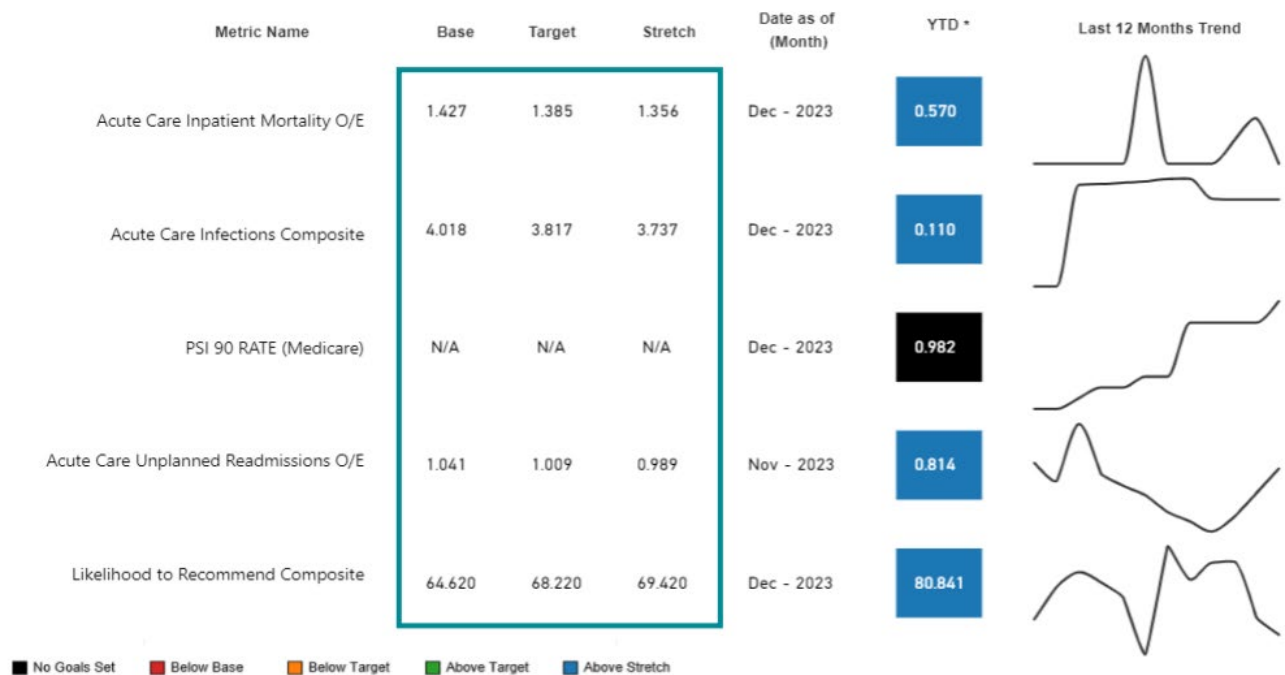 Metric Name Base Target Stretch Date as of (Month) YTD * Last 12 Months Trend
Acute Care Inpatient Mortality O/E 1.427 1.385 1.356 Dec - 2023 0.570
Acute Care Infections Composite 4.018 3.817 3.737 Dec - 2023 0.110
PSI 90 RATE (Medicare) N/A N/A N/A Dec - 2023 0.982
Acute Care Unplanned Readmissions O/E 1.041 1.009 0.989 Nov - 2023 0.814
Likelihood to Recommend Composite 64.620 68.220 69.420 Dec - 2023 80.841
No Goals Set Below Base Below Target Above Target Above Stretch